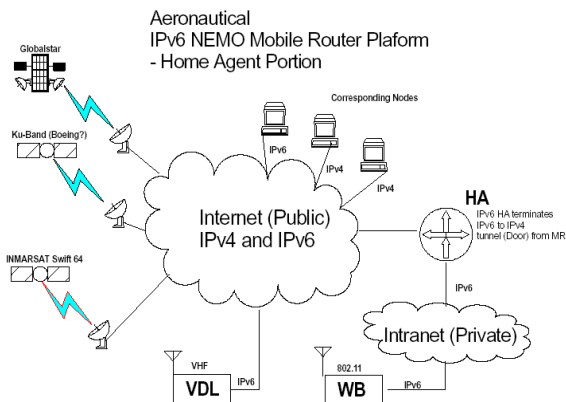 Aeronautical
IPv6 NEMO Mobile Router Plaform
- Home Agent Portion
Globalstar
Corresponding Nodes
Ku-Band (Boeing?)
IPv6
IPv4
IPv4
HA
IPv6 HA terminates
IPv6 to IPv4
tunnel (Door) from MR
Internet (Public)
IPv4 and IPv6
INMARSAT Swift 64
IPv6
Intranet (Private)
VHF
VDL
IPv6
802.11
WB
IPv6